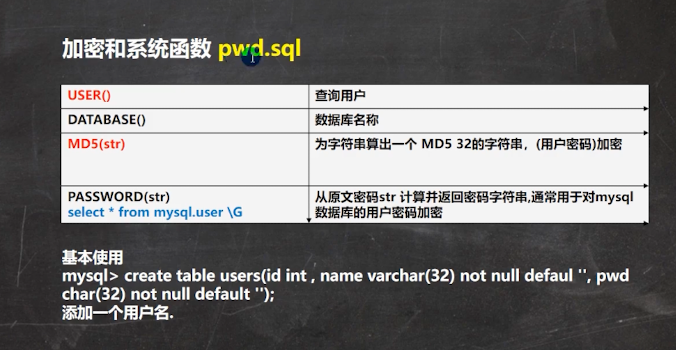 加密和系统函数 pwd.sql
USER() 查询用户
DATABASE() 数据库名称
MD5(str) 为字符串算出一个 MD5 32的字符串，(用户密码)加密
PASSWORD(str) 从原文密码str 计算并返回密码字符串,通常用于对mysql
select * from mysql.user \G 数据库的用户密码加密
基本使用
mysql> create table users(id int , name varchar(32) not null defaul '', pwd
char(32) not null default '');
添加一个用户名.